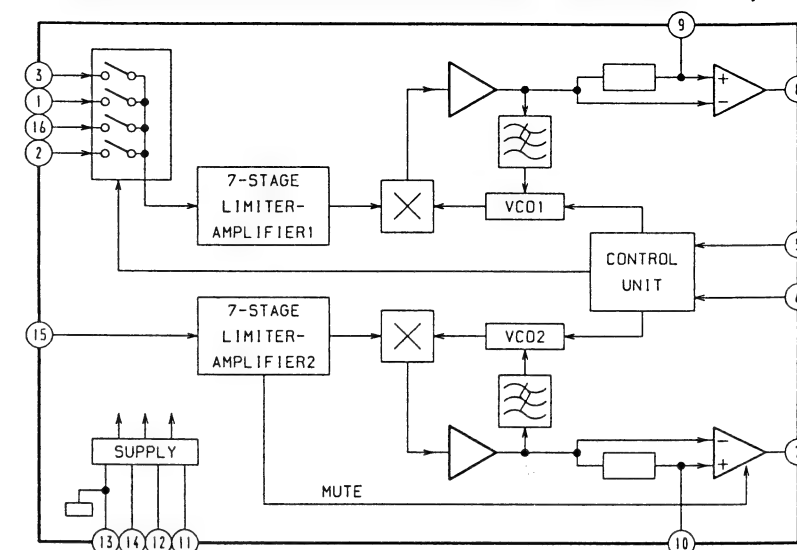 9
3
1
16
2
+
−
7-STAGE
LIMITER-
AMPLIFIER1
VCO1
CONTROL
UNIT
7-STAGE
LIMITER-
AMPLIFIER2
15
VCO2
SUPPLY
−
+
MUTE
13
14
12
11
10